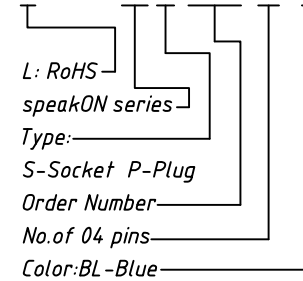 L: RoHS
speakON series
Type:
S-Socket P-Plug
Order Number
No.of 04 pins
Color:BL-Blue